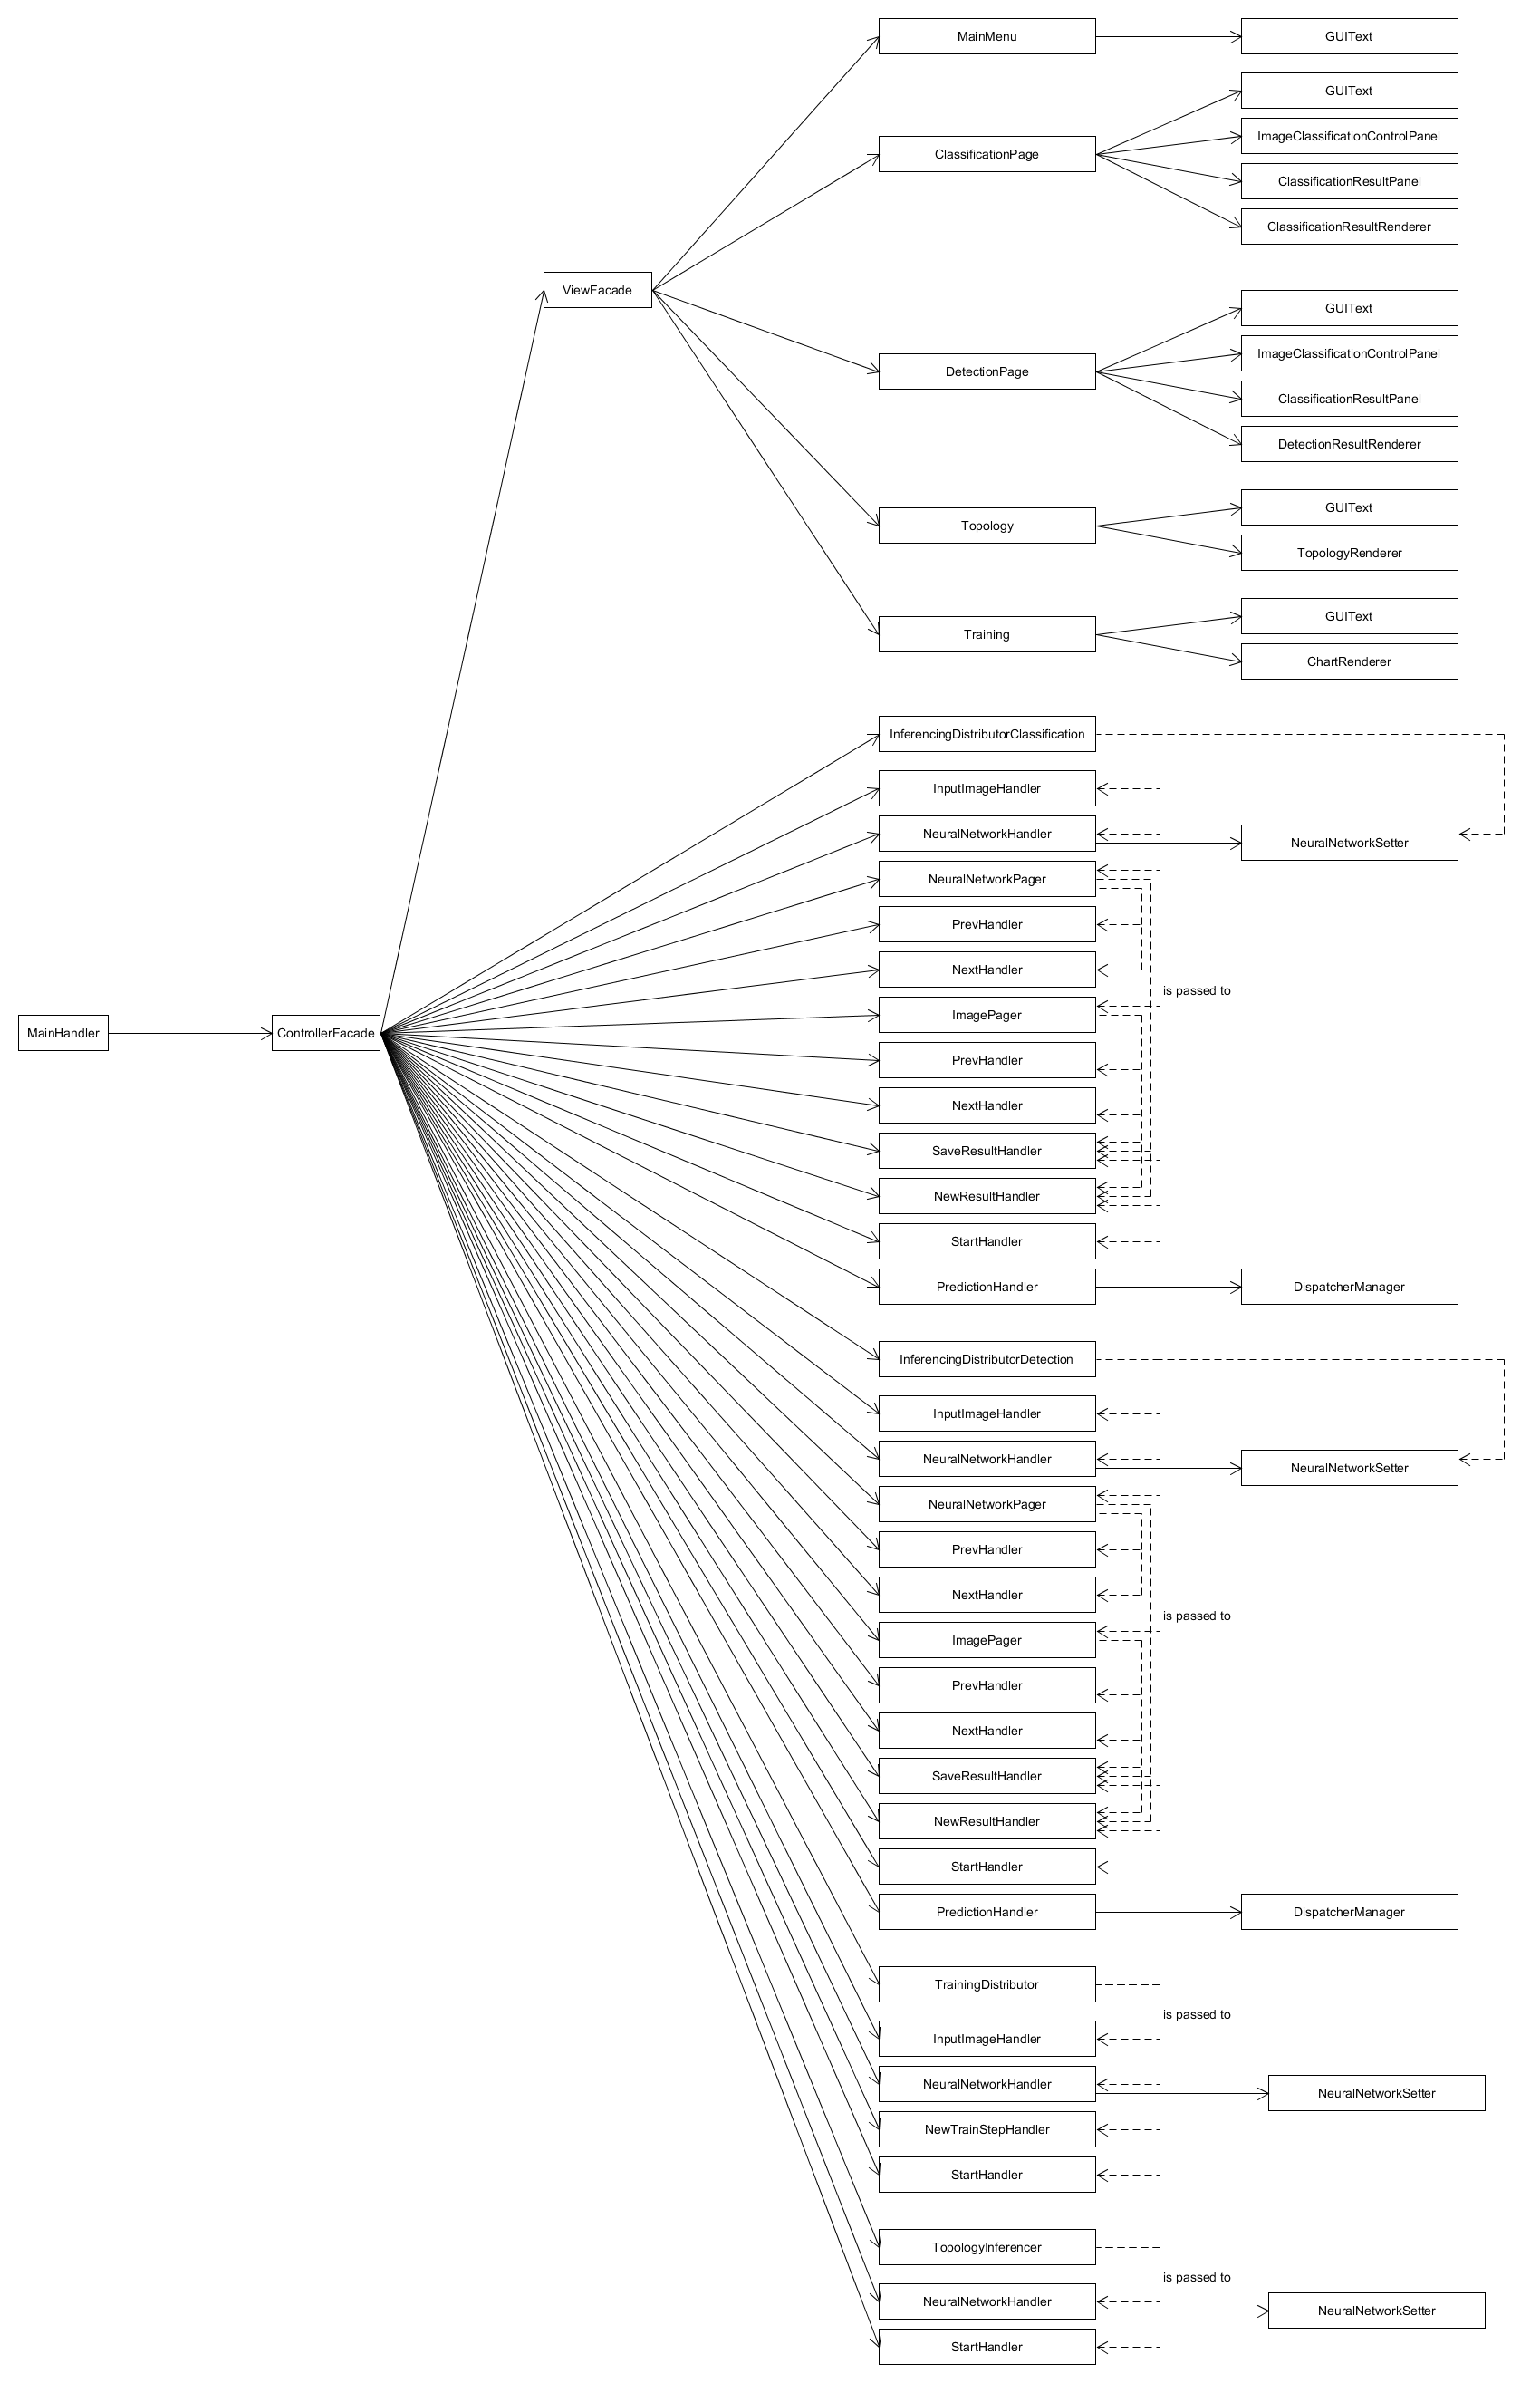 MainMenu
GUIText
GUIText
ImageClassificationControlPanel
ClassificationPage
ClassificationResultPanel
ClassificationResultRenderer
ViewFacade
GUIText
ImageClassificationControlPanel
DetectionPage
ClassificationResultPanel
DetectionResultRenderer
GUIText
Topology
TopologyRenderer
GUIText
Training
ChartRenderer
InferencingDistributorClassification
InputImageHandler
NeuralNetworkHandler
NeuralNetworkSetter
NeuralNetworkPager
PrevHandler
NextHandler
is passed to
ImagePager
MainHandler
ControllerFacade
PrevHandler
NextHandler
SaveResultHandler
NewResultHandler
StartHandler
PredictionHandler
DispatcherManager
InferencingDistributorDetection
InputImageHandler
NeuralNetworkHandler
NeuralNetworkSetter
NeuralNetworkPager
PrevHandler
NextHandler
is passed to
ImagePager
PrevHandler
NextHandler
SaveResultHandler
NewResultHandler
StartHandler
PredictionHandler
DispatcherManager
TrainingDistributor
is passed to
InputImageHandler
NeuralNetworkHandler
NeuralNetworkSetter
NewTrainStepHandler
StartHandler
TopologyInferencer
is passed to
NeuralNetworkHandler
NeuralNetworkSetter
StartHandler